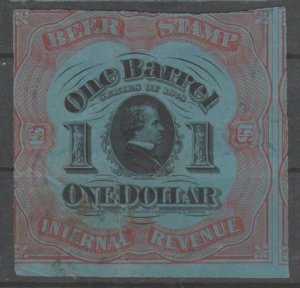 BEER STAMP
One Barrel
1 1
ONE DOLLAR
INTERNAL REVENUE